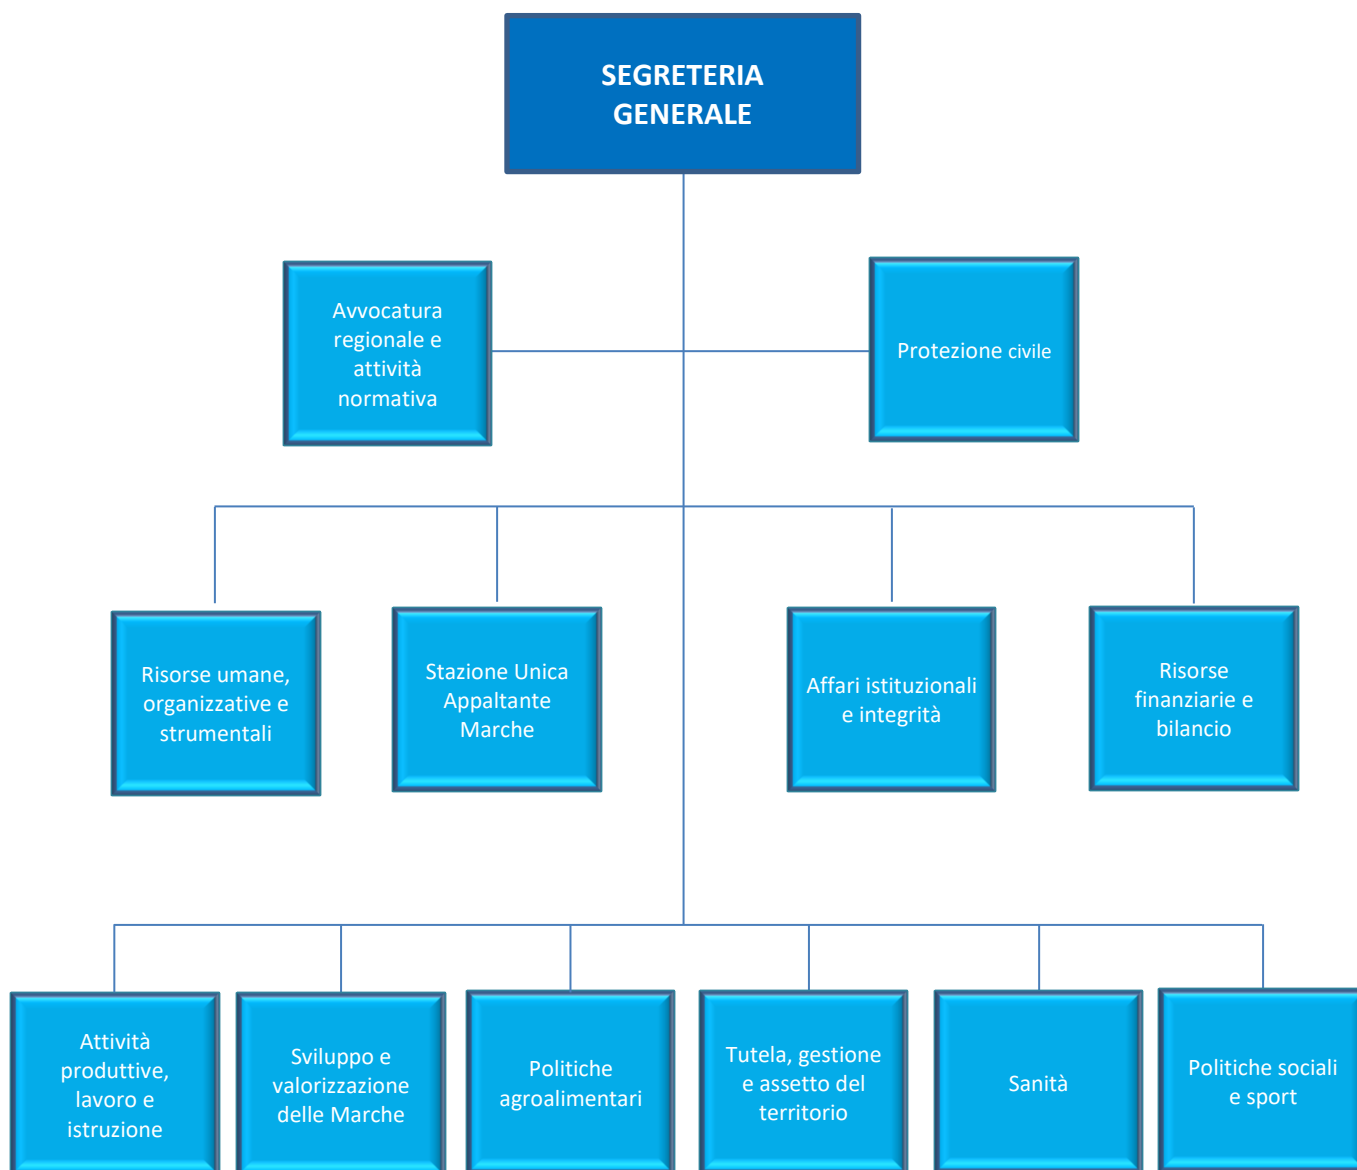 SEGRETERIA
GENERALE
Avvocatura
regionale e
attività
normativa
Protezione civile
Risorse umane,
organizzative e
strumentali
Stazione Unica
Appaltante
Marche
Affari istituzionali
e integrità
Risorse
finanziarie e
bilancio
Attività
produttive,
lavoro e
istruzione
Sviluppo e
valorizzazione
delle Marche
Politiche
agroalimentari
Tutela, gestione
e assetto del
territorio
Sanità
Politiche sociali
e sport